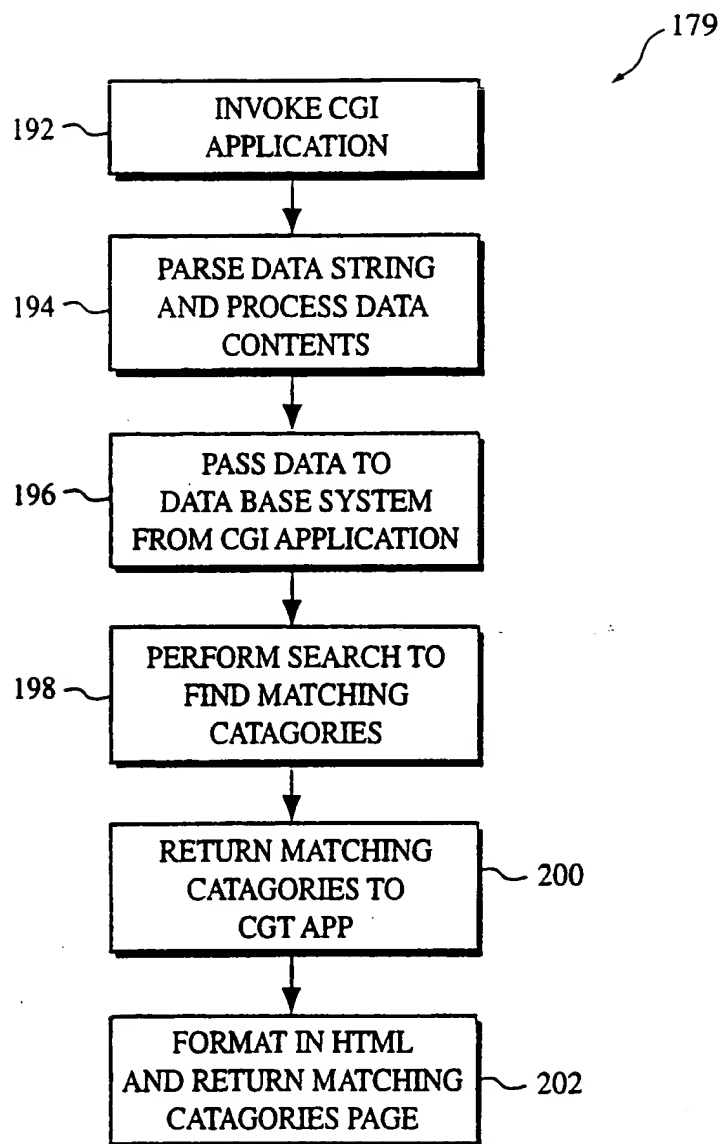 179
192
INVOKE CGI
APPLICATION
194
PARSE DATA STRING
AND PROCESS DATA
CONTENTS
196
PASS DATA TO
DATA BASE SYSTEM
FROM CGI APPLICATION
198
PERFORM SEARCH TO
FIND MATCHING
CATAGORIES
RETURN MATCHING
CATAGORIES TO
CGT APP
200
FORMAT IN HTML
AND RETURN MATCHING
CATAGORIES PAGE
202